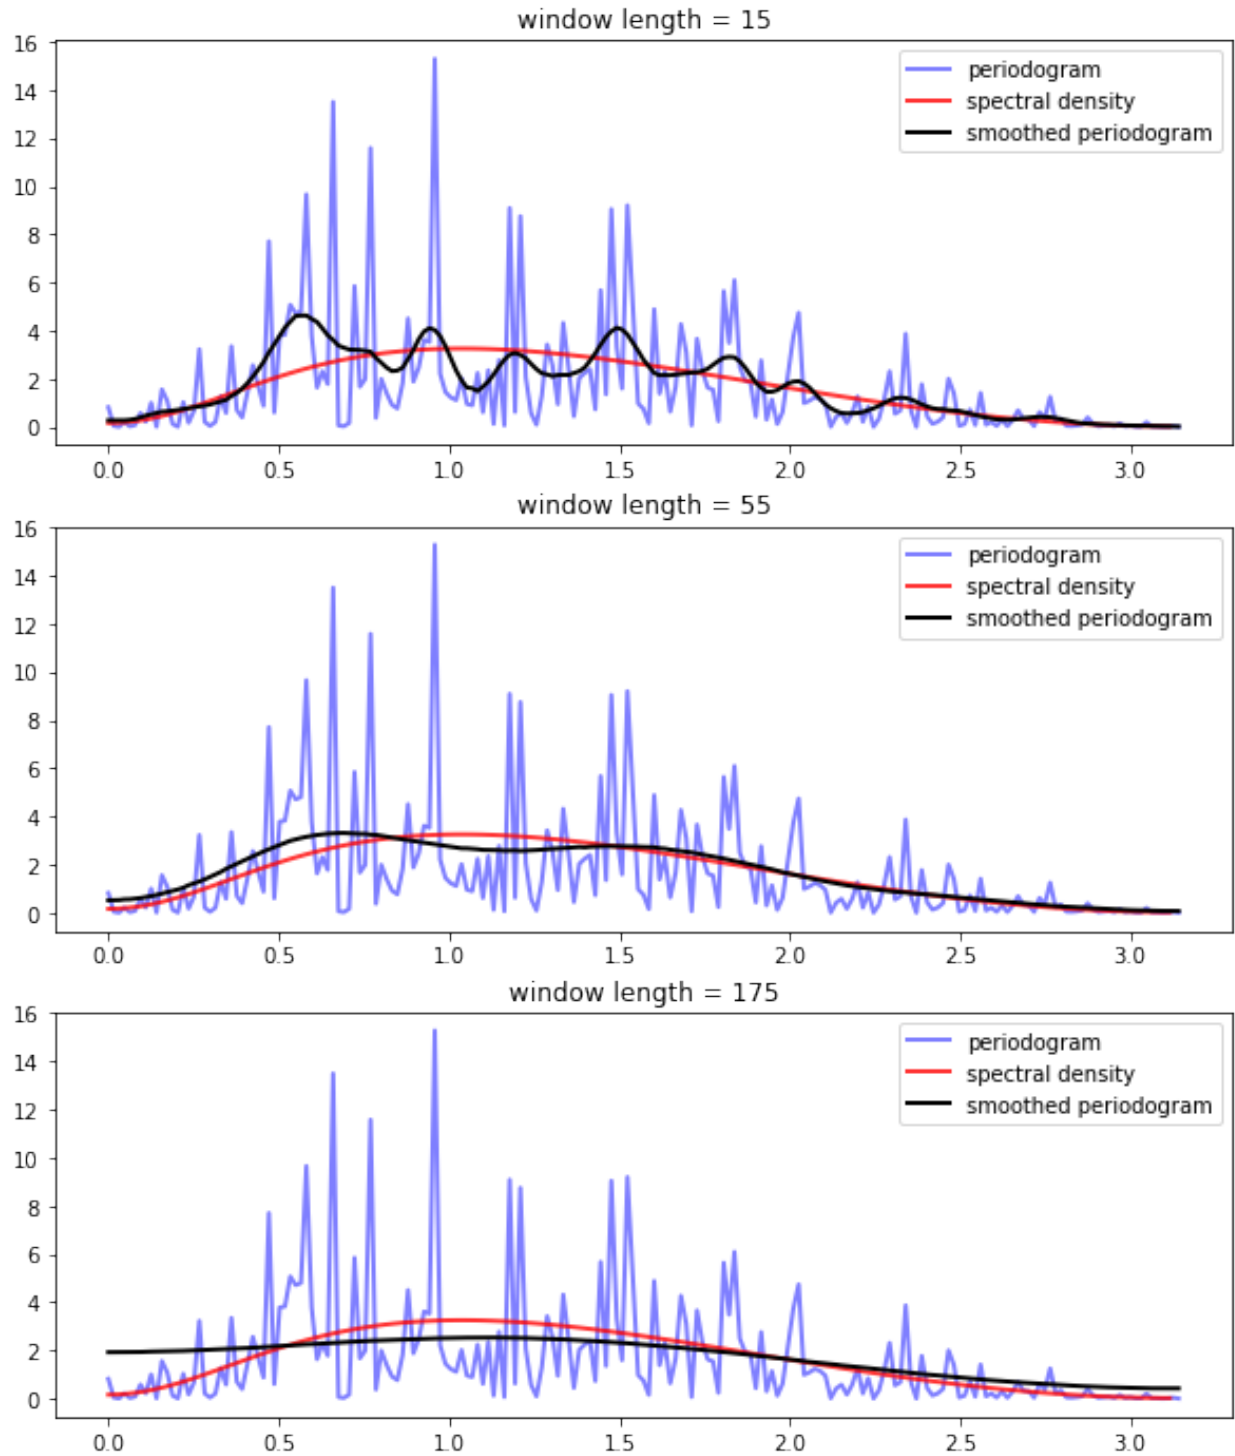 window length = 15
16
14
12
10
8
6
4
2
0
periodogram
spectral density
smoothed periodogram
0.0 0.5 1.0 1.5 2.0 2.5 3.0
window length = 55
16
14
12
10
8
6
4
2
0
periodogram
spectral density
smoothed periodogram
0.0 0.5 1.0 1.5 2.0 2.5 3.0
window length = 175
16
14
12
10
8
6
4
2
0
periodogram
spectral density
smoothed periodogram
0.0 0.5 1.0 1.5 2.0 2.5 3.0